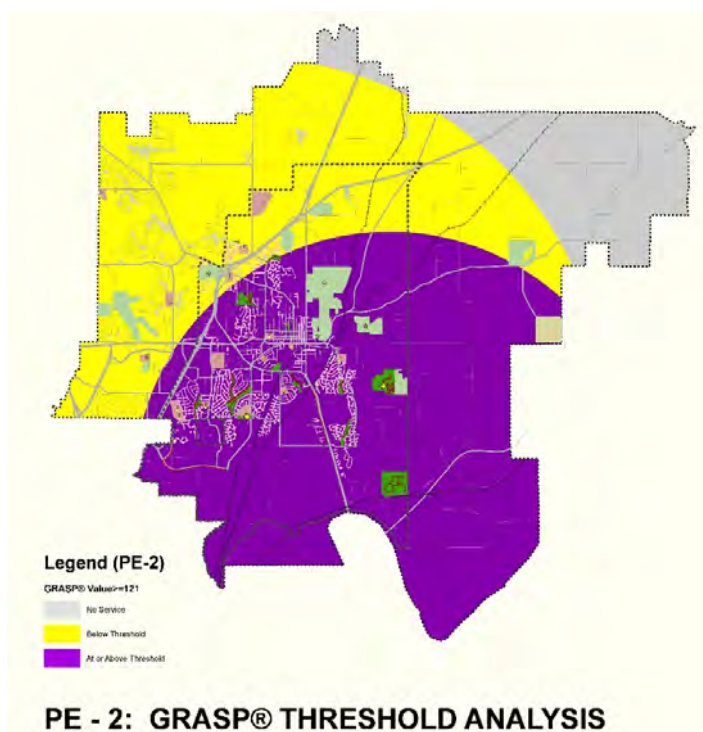 Legend (PE-2)
GRASP® Value>=121
No Service
Below Threshold
At or Above Threshold
PE - 2: GRASP® THRESHOLD ANALYSIS